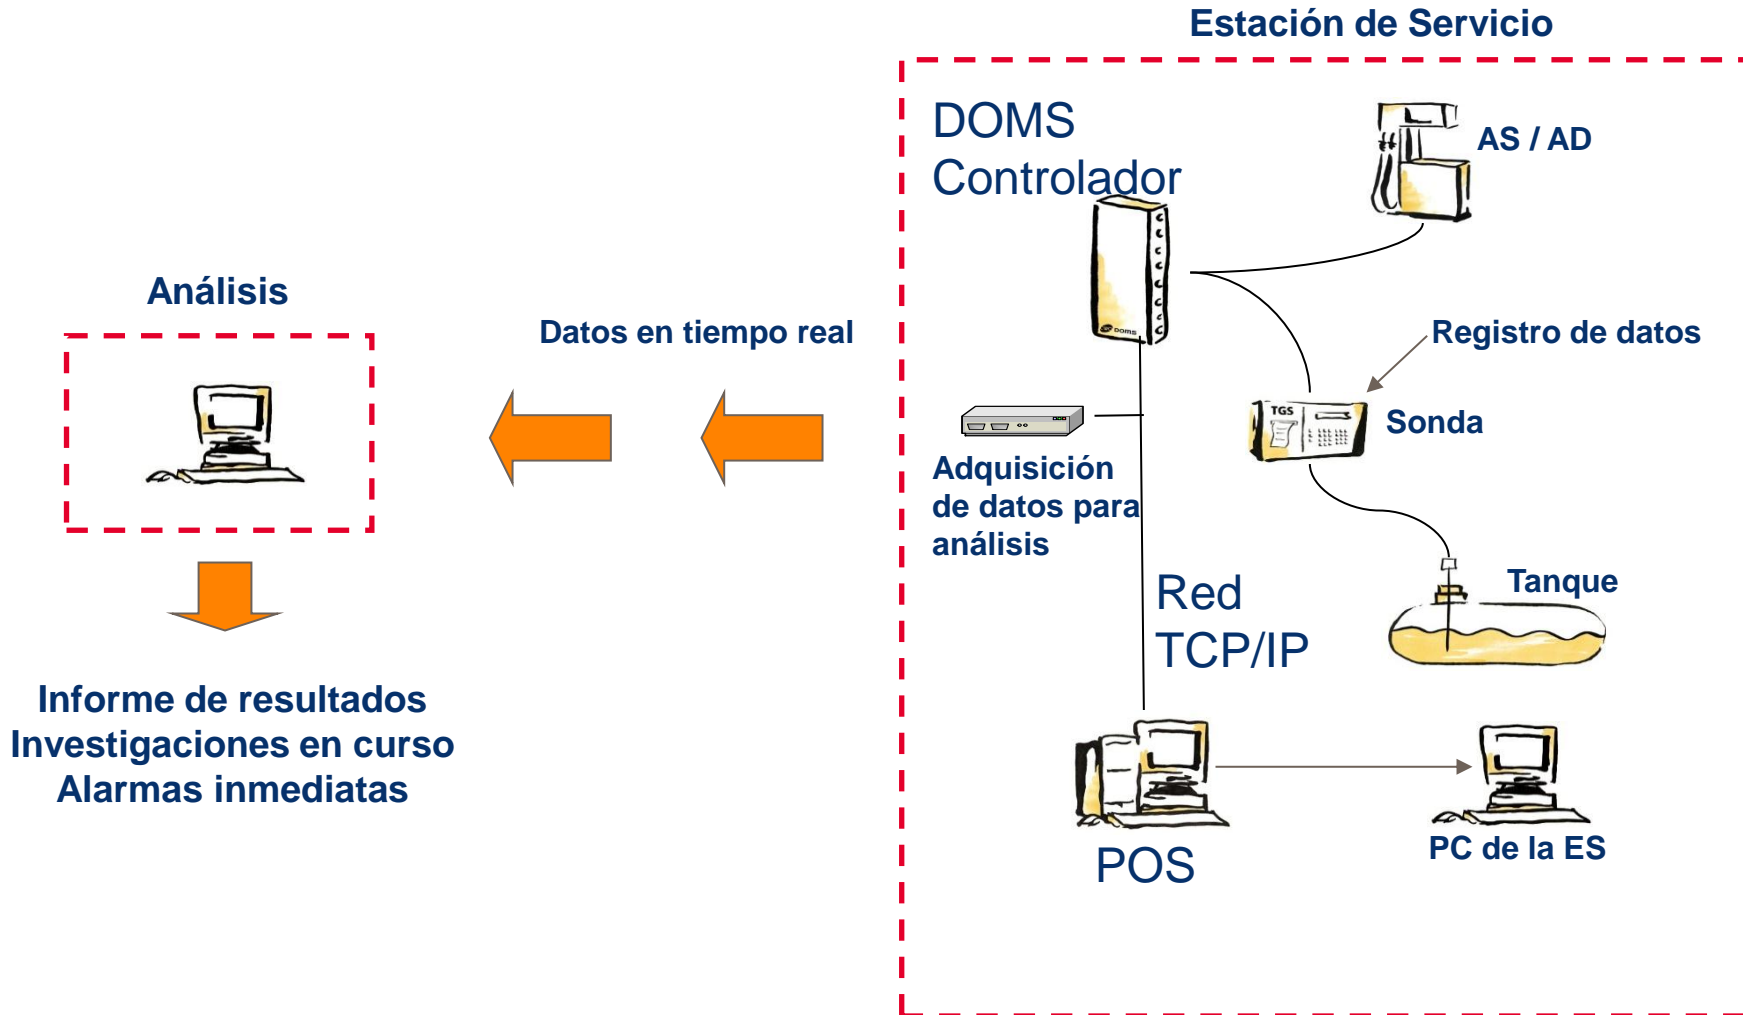 Estación de Servicio
DOMS
Controlador
AS / AD
Análisis
Datos en tiempo real
DOMS
Registro de datos
TGS
Sonda
Adquisición
de datos para
análisis
Red
TCP/IP
Tanque
Informe de resultados
Investigaciones en curso
Alarmas inmediatas
POS
PC de la ES